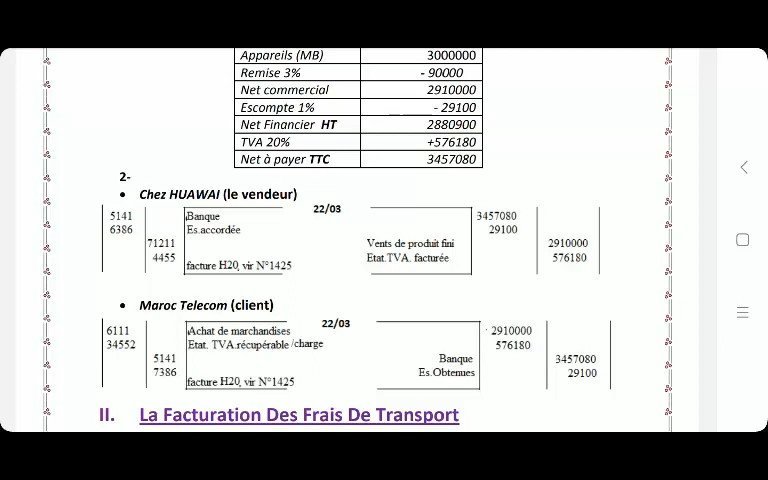 Appareils (MB) 3000000
Remise 3% - 90000
Net commercial 2910000
Escompte 1% - 29100
Net Financier HT 2880900
TVA 20% +576180
Net à payer TTC 3457080
2-
• Chez HUAWAI (le vendeur)
22/03
5141 Banque 3457080
6386 Es.accordée 29100
71211 Vents de produit fini 2910000
4455 Etat.TVA. facturée 576180
facture H20, vir N°1425
• Maroc Telecom (client)
22/03
6111 Achat de marchandises 2910000
34552 Etat. TVA.récupérable /charge 576180
5141 Banque 3457080
7386 Es.Obtenues 29100
facture H20, vir N°1425
II. La Facturation Des Frais De Transport